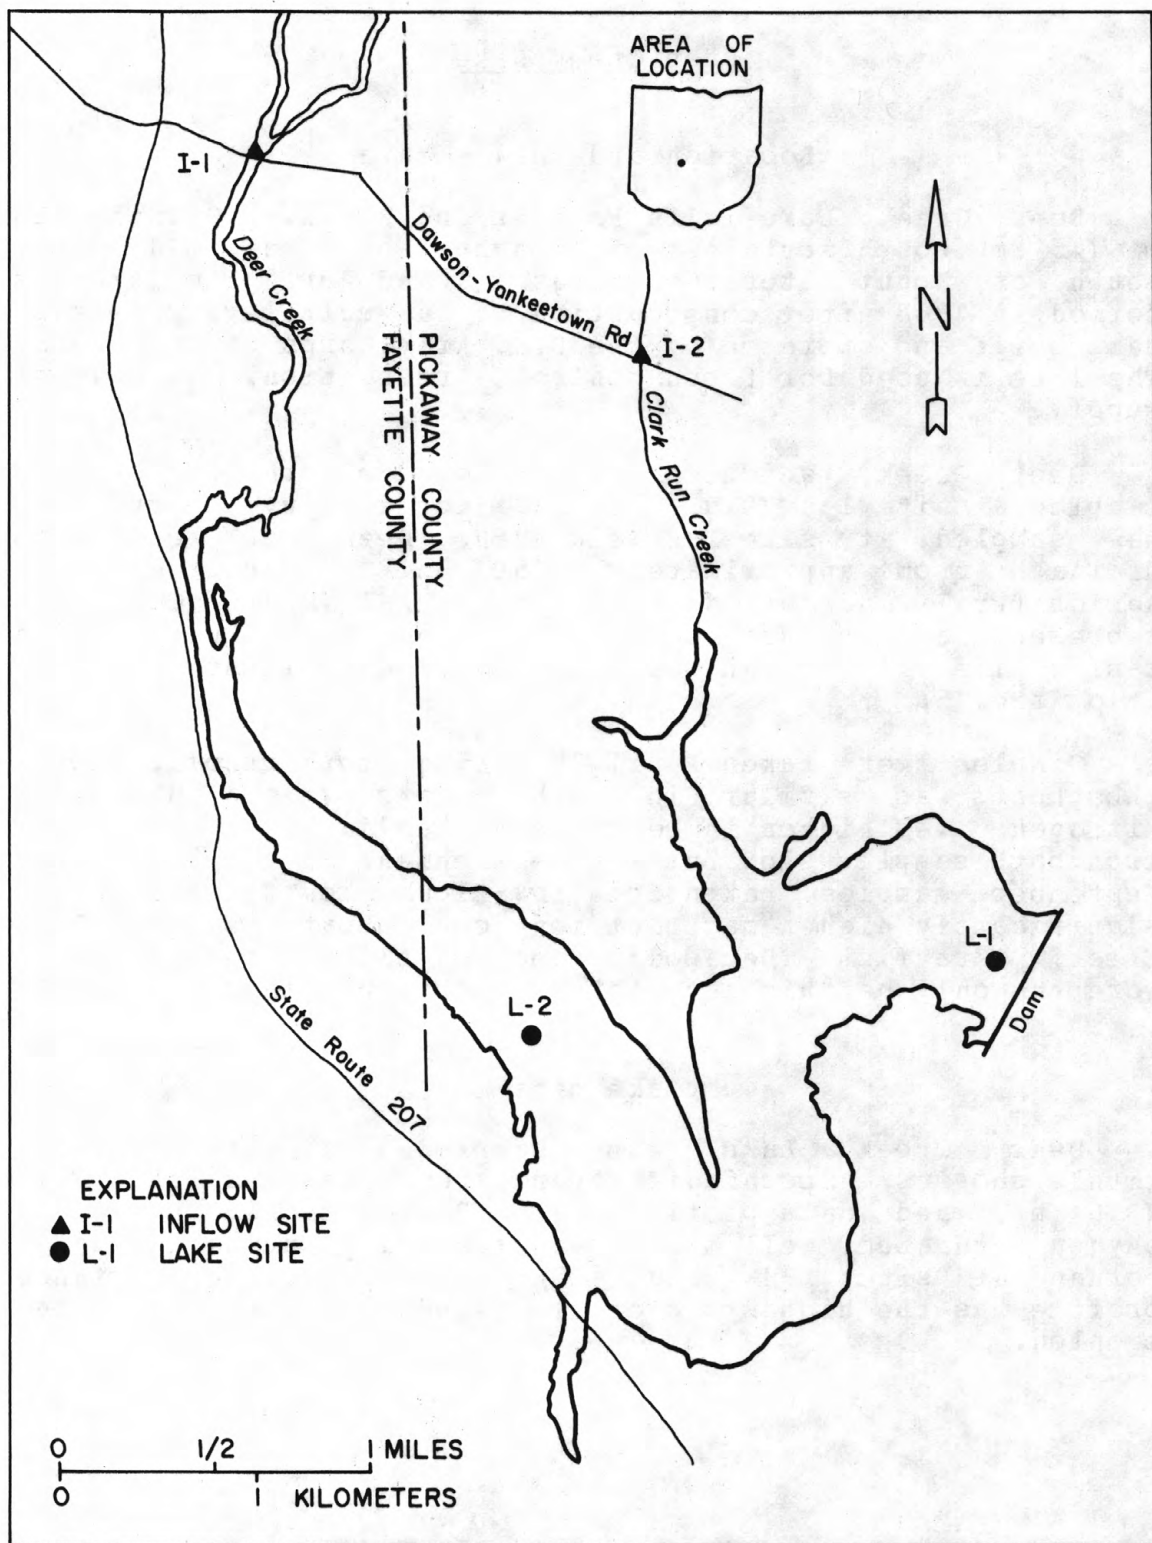 AREA OF
LOCATION
I-1
Deer Creek
Dawson-Yankeetown Rd
I-2
N
PICKAWAY COUNTY
FAYETTE COUNTY
Clark Run Creek
L-1
Dam
L-2
State Route 207
EXPLANATION
▲ I-1 INFLOW SITE
● L-1 LAKE SITE
0 1/2 1 MILES
0 1 KILOMETERS